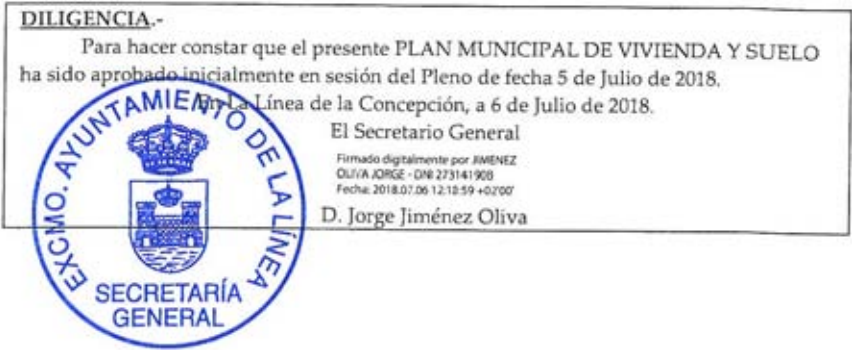 DILIGENCIA.-
Para hacer constar que el presente PLAN MUNICIPAL DE VIVIENDA Y SUELO
ha sido aprobado inicialmente en sesión del Pleno de fecha 5 de Julio de 2018.
En La Línea de la Concepción, a 6 de Julio de 2018.
El Secretario General
Firmado digitalmente por JIMENEZ
OLIVA JORGE - DNI 27314190B
Fecha: 2018.07.06 12:18:59 +02'00'
D. Jorge Jiménez Oliva
EXCMO. AYUNTAMIENTO DE LA LÍNEA
SECRETARÍA
GENERAL